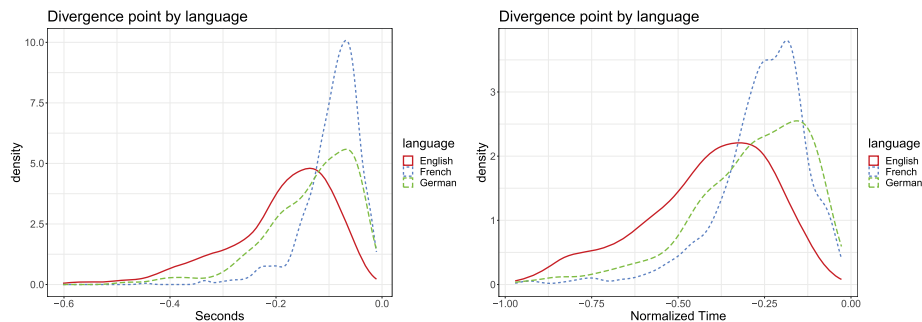 Divergence point by language
10.0
7.5
5.0
2.5
0.0
density
−0.6
−0.4
−0.2
0.0
Seconds
language
English
French
German
Divergence point by language
3
2
1
0
density
−1.00
−0.75
−0.50
−0.25
0.00
Normalized Time
language
English
French
German